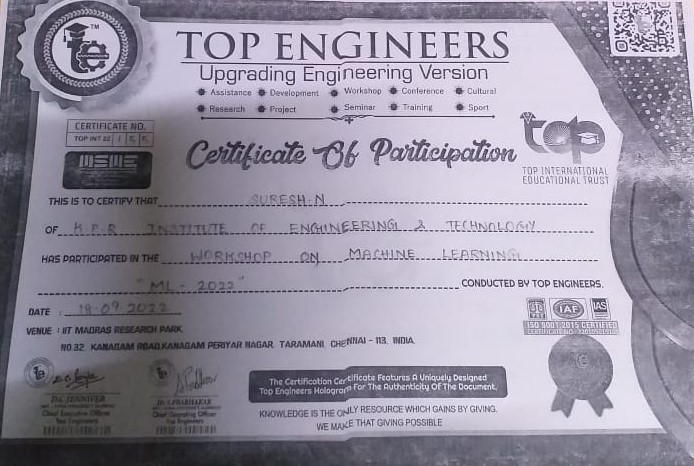 TM
TOP ENGINEERS
Upgrading Engineering Version
Assistance Development Workshop Conference Cultural
Research Project Seminar Training Sport
CERTIFICATE NO.
TOP INT 22
MSME
Certificate Of Participation
top
TOP INTERNATIONAL
EDUCATIONAL TRUST
THIS IS TO CERTIFY THAT SURESH.N
OF K.P.R INSTITUTE OF ENGINEERING & TECHNOLOGY
HAS PARTICIPATED IN THE WORKSHOP ON MACHINE LEARNING
"ML - 2022" CONDUCTED BY TOP ENGINEERS.
DATE : 18.09.2022
VENUE : IIT MADRAS RESEARCH PARK
NO.32, KANAGAM ROAD,KANAGAM PERIYAR NAGAR, TARAMANI, CHENNAI - 113, INDIA.
IAF IAS
ISO 9001:2015 CERTIFIED
Ds. JENNIFER
Chief Executive Officer
Top Engineers
Dr. I.PRABHAKAR
Chief Operating Officer
Top Engineers
The Certification Certificate Features A Uniquely Designed
Top Engineers Hologram For The Authenticity Of The Document.
KNOWLEDGE IS THE ONLY RESOURCE WHICH GAINS BY GIVING.
WE MAKE THAT GIVING POSSIBLE